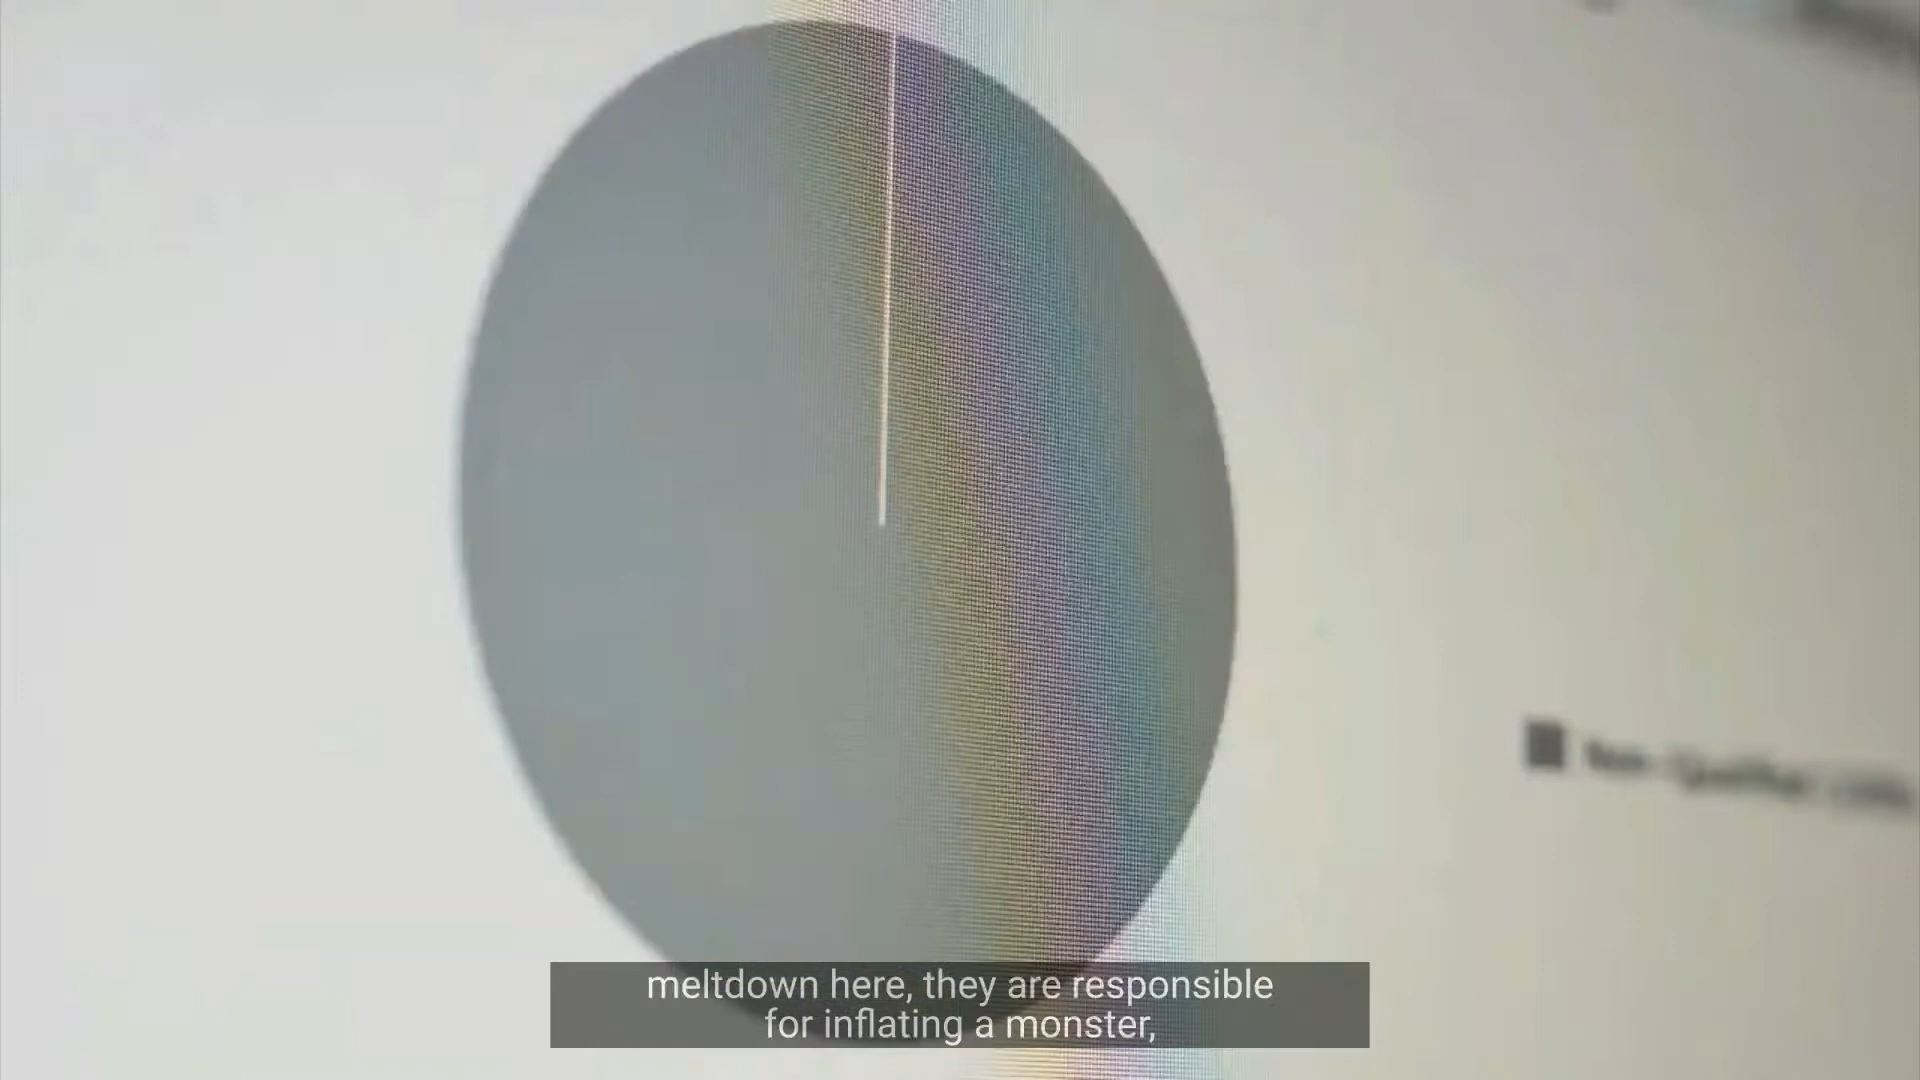 meltdown here, they are responsible
for inflating a monster,